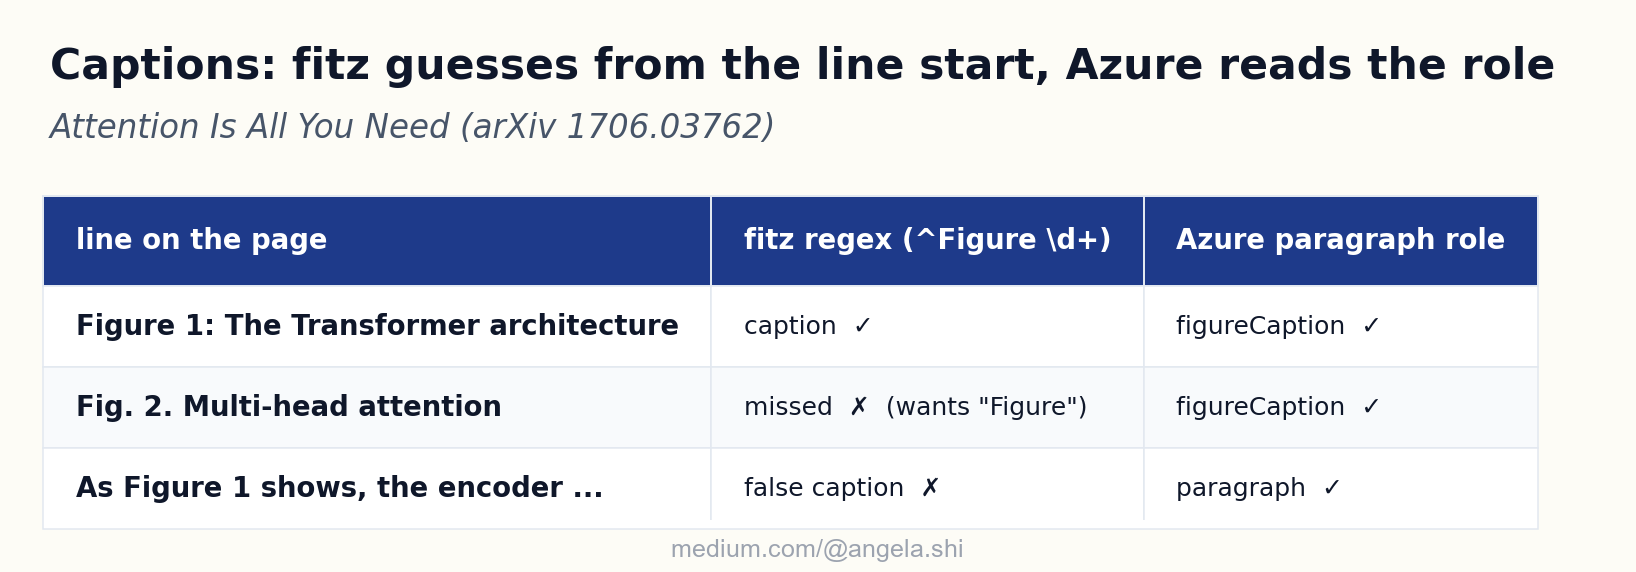 Captions: fitz guesses from the line start, Azure reads the role
Attention Is All You Need (arXiv 1706.03762)
line on the page fitz regex (^Figure \d+) Azure paragraph role
Figure 1: The Transformer architecture caption ✓ figureCaption ✓
Fig. 2. Multi-head attention missed ✗ (wants "Figure") figureCaption ✓
As Figure 1 shows, the encoder ... false caption ✗ paragraph ✓
medium.com/@angela.shi